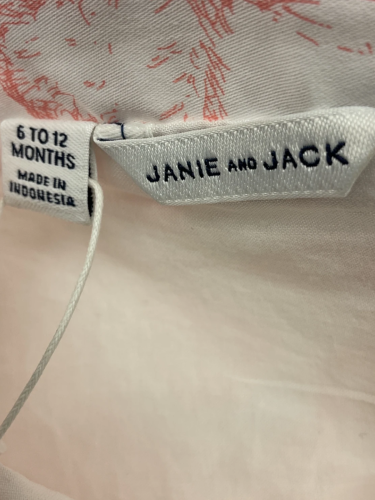 6 TO 12
MONTHS
MADE IN
INDONESIA
JANIE AND JACK